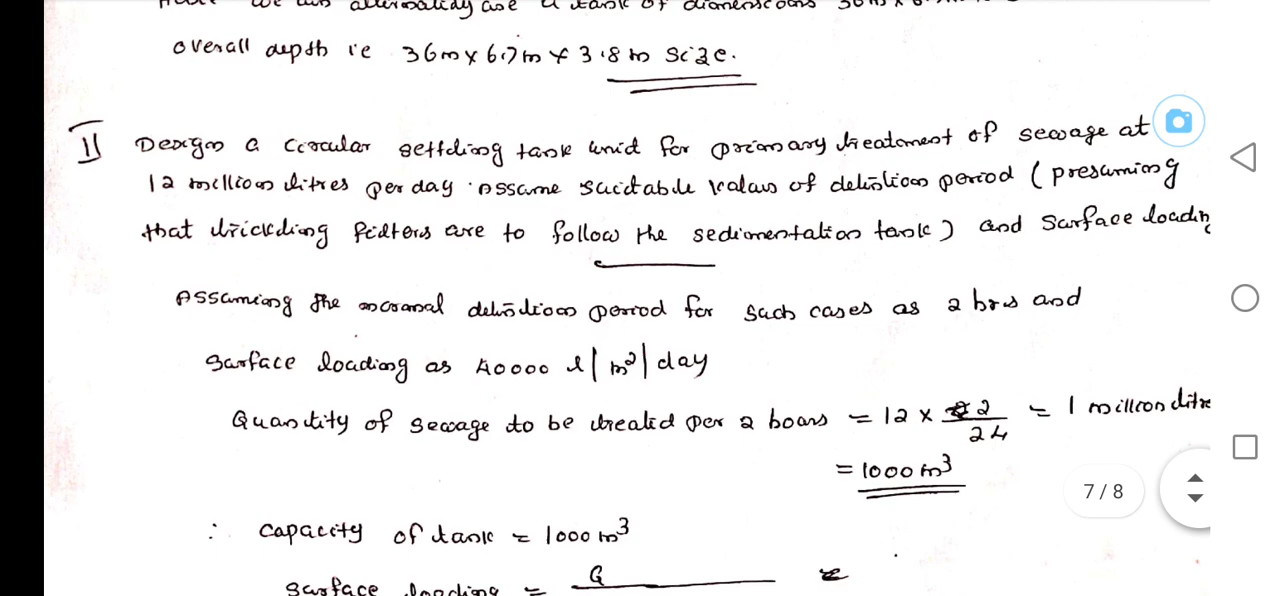 overall depth ie 36m x 6.7m x 3.8m size.
II Design a circular settling tank unit for primary treatment of sewage at
12 million litres per day. Assume suitable values of detention period (presuming
that trickling filters are to follow the sedimentation tank) and surface loadin
Assuming the normal detention period for such cases as 2 hrs and
surface loading as 40000 l/m²/day
Quantity of sewage to be treated per 2 hours = 12 x 2/24 = 1 million litre
= 1000 m³
7 / 8
∴ capacity of tank = 1000 m³
surface loading = Q